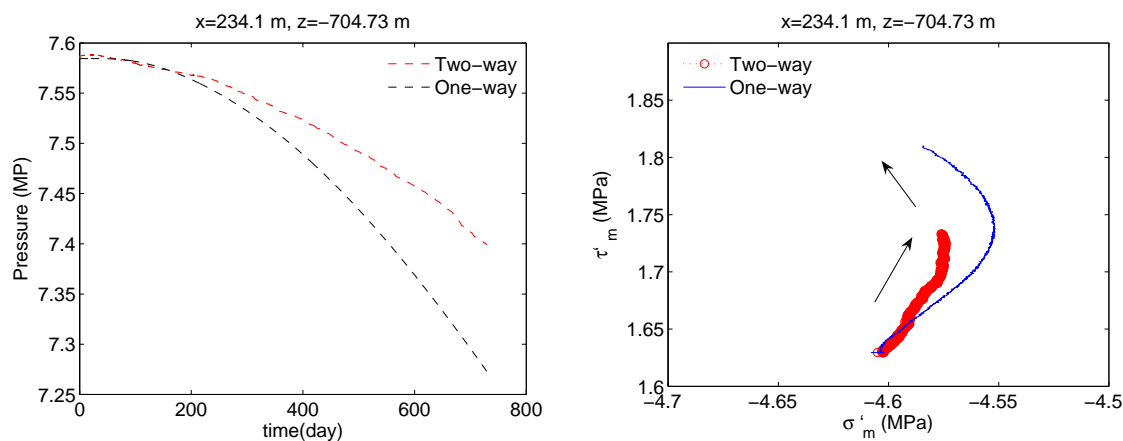 x=234.1 m, z=−704.73 m
7.6
7.55
7.5
7.45
7.4
7.35
7.3
7.25
Pressure (MP)
0
200
400
600
800
time(day)
Two−way
One−way
x=234.1 m, z=−704.73 m
1.85
1.8
1.75
1.7
1.65
1.6
τ'm (MPa)
−4.7
−4.65
−4.6
−4.55
−4.5
σ'm (MPa)
Two−way
One−way